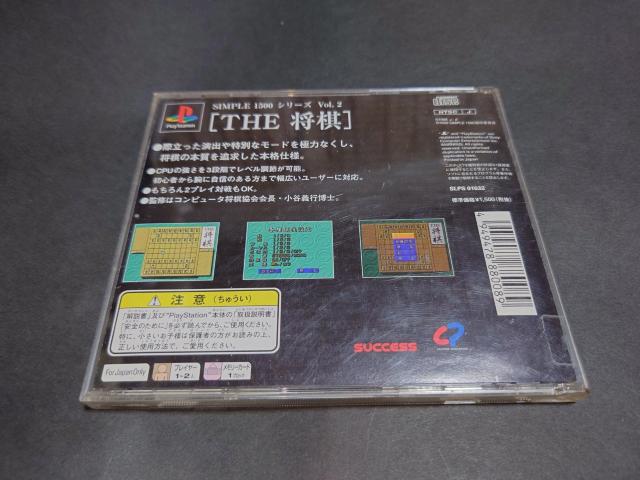 PlayStation
SIMPLE 1500 シリーズ Vol. 2
[THE 将棋]
●際立った演出や特別なモードを極力なくし、
将棋の本質を追求した本格仕様。
●CPUの強さを3段階でレベル調節が可能。
初心者から腕に自信のある方まで幅広いユーザーに対応。
●もちろん2プレイ対戦もOK。
●監修はコンピュータ将棋協会会長・小谷善行博士。
NTSC J
SLPS 01632
標準価格¥1,500(税抜)
4944478880089
将棋
将棋
注意 (ちゅうい)
「解説書」及び"PlayStation"本体の「取扱説明書」
「安全のために」を必ず読んでから、ご使用ください。
特に、小さいお子様は保護者の方がお読みの上、
正しい使用方法で、ご愛用ください。
SUCCESS
For Japan Only
プレイヤー
1~2人
メモリーカード
1ブロック